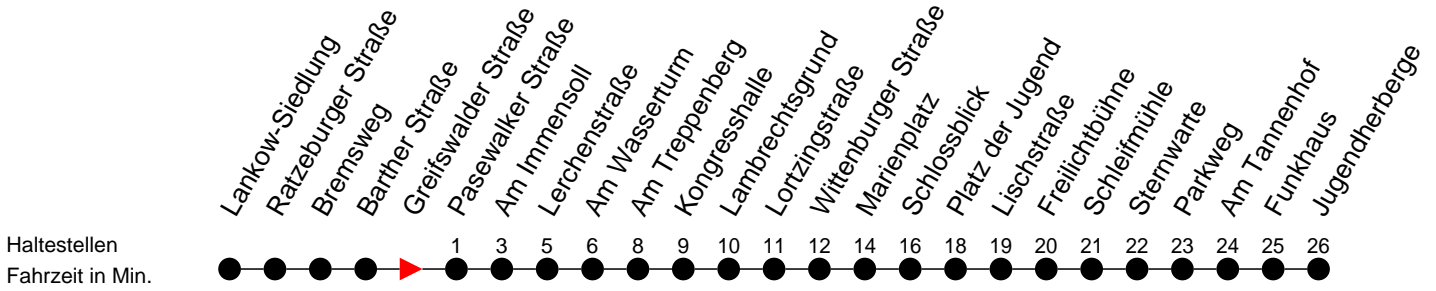 Lankow-Siedlung
Ratzeburger Straße
Bremsweg
Barther Straße
Greifswalder Straße
Pasewalker Straße
Am Immensoll
Lerchenstraße
Am Wasserturm
Am Treppenberg
Kongresshalle
Lambrechtsgrund
Lortzingstraße
Wittenburger Straße
Marienplatz
Schlossblick
Platz der Jugend
Lischstraße
Freilichtbühne
Schleifmühle
Sternwarte
Parkweg
Am Tannenhof
Funkhaus
Jugendherberge
Haltestellen 1 3 5 6 8 9 10 11 12 14 16 18 19 20 21 22 23 24 25 26
Fahrzeit in Min.